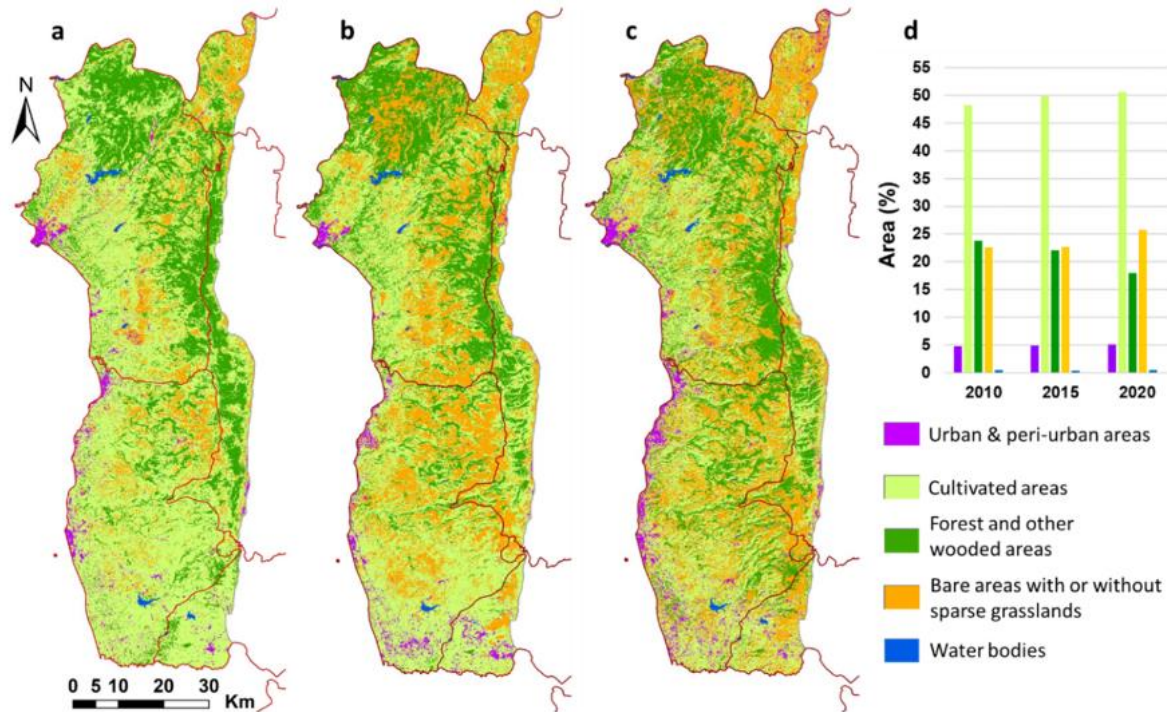 a
b
c
d
N
0 5 10 20 30
Km
Area (%)
55
50
45
40
35
30
25
20
15
10
5
0
2010 2015 2020
Urban & peri-urban areas
Cultivated areas
Forest and other
wooded areas
Bare areas with or without
sparse grasslands
Water bodies